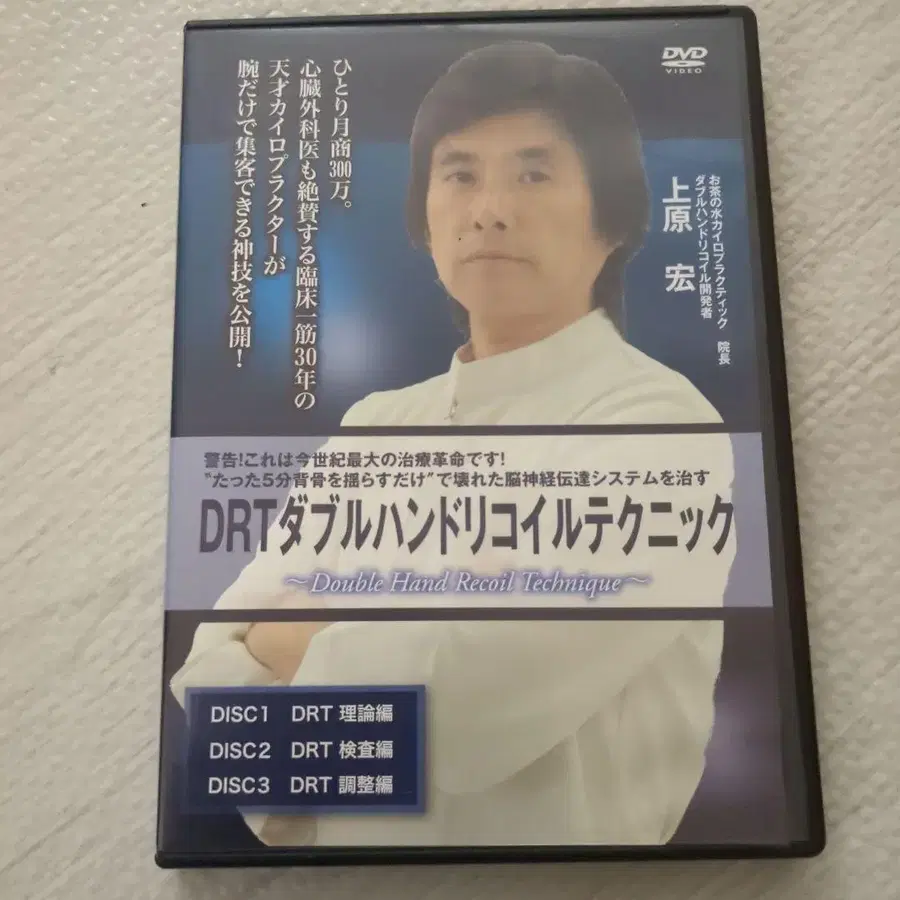 DVD
VIDEO
ひとり月商300万。
心臓外科医も絶賛する臨床一筋30年の
天才カイロプラクターが
腕だけで集客できる神技を公開!
お茶の水カイロプラクティック 院長
ダブルハンドリコイル開発者
上原 宏
警告!これは今世紀最大の治療革命です!
"たった5分背骨を揺らすだけ"で壊れた脳神経伝達システムを治す
DRTダブルハンドリコイルテクニック
～Double Hand Recoil Technique～
DISC1 DRT 理論編
DISC2 DRT 検査編
DISC3 DRT 調整編